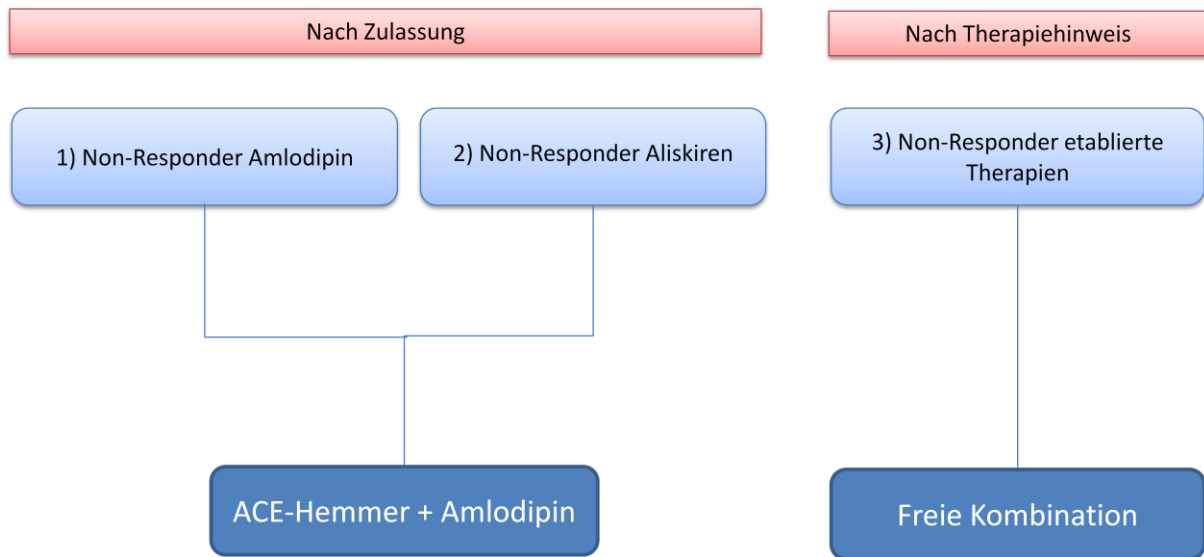 Nach Zulassung
Nach Therapiehinweis
1) Non-Responder Amlodipin
2) Non-Responder Aliskiren
3) Non-Responder etablierte
Therapien
ACE-Hemmer + Amlodipin
Freie Kombination